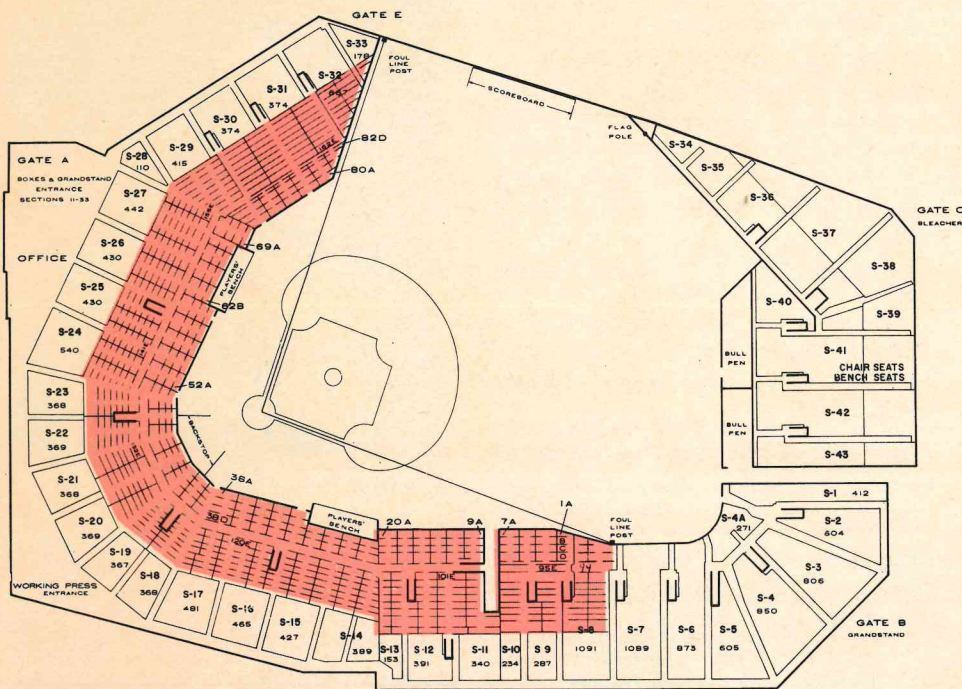 GATE E
S-33
178
FOUL
LINE
POST
S-32
S-31
374
S-30
374
S-29
415
S-28
110
SCOREBOARD
FLAG
POLE
S-34
S-35
S-36
S-37
S-38
S-39
S-40
S-41
CHAIR SEATS
BENCH SEATS
S-42
S-43
GATE C
BLEACHER
BULL
PEN
BULL
PEN
GATE A
BOXES & GRANDSTAND
ENTRANCE
SECTIONS 11-33
S-27
442
S-26
430
OFFICE
S-25
430
S-24
540
S-23
368
S-22
369
S-21
368
S-20
369
S-19
367
S-18
368
WORKING PRESS
ENTRANCE
82D
80A
69A
PLAYERS'
BENCH
62B
52A
BACKSTOP
38A
38D
120E
PLAYERS'
BENCH
20A
9A
7A
1A
101E
95E
FOUL
LINE
POST
S-17
481
S-16
465
S-15
427
S-14
389
S-13
153
S-12
391
S-11
340
S-10
234
S 9
287
S-8
1091
S-7
1089
S-6
873
S-5
605
S-4
850
S-4A
271
S-3
806
S-2
804
S-1 412
GATE B
GRANDSTAND